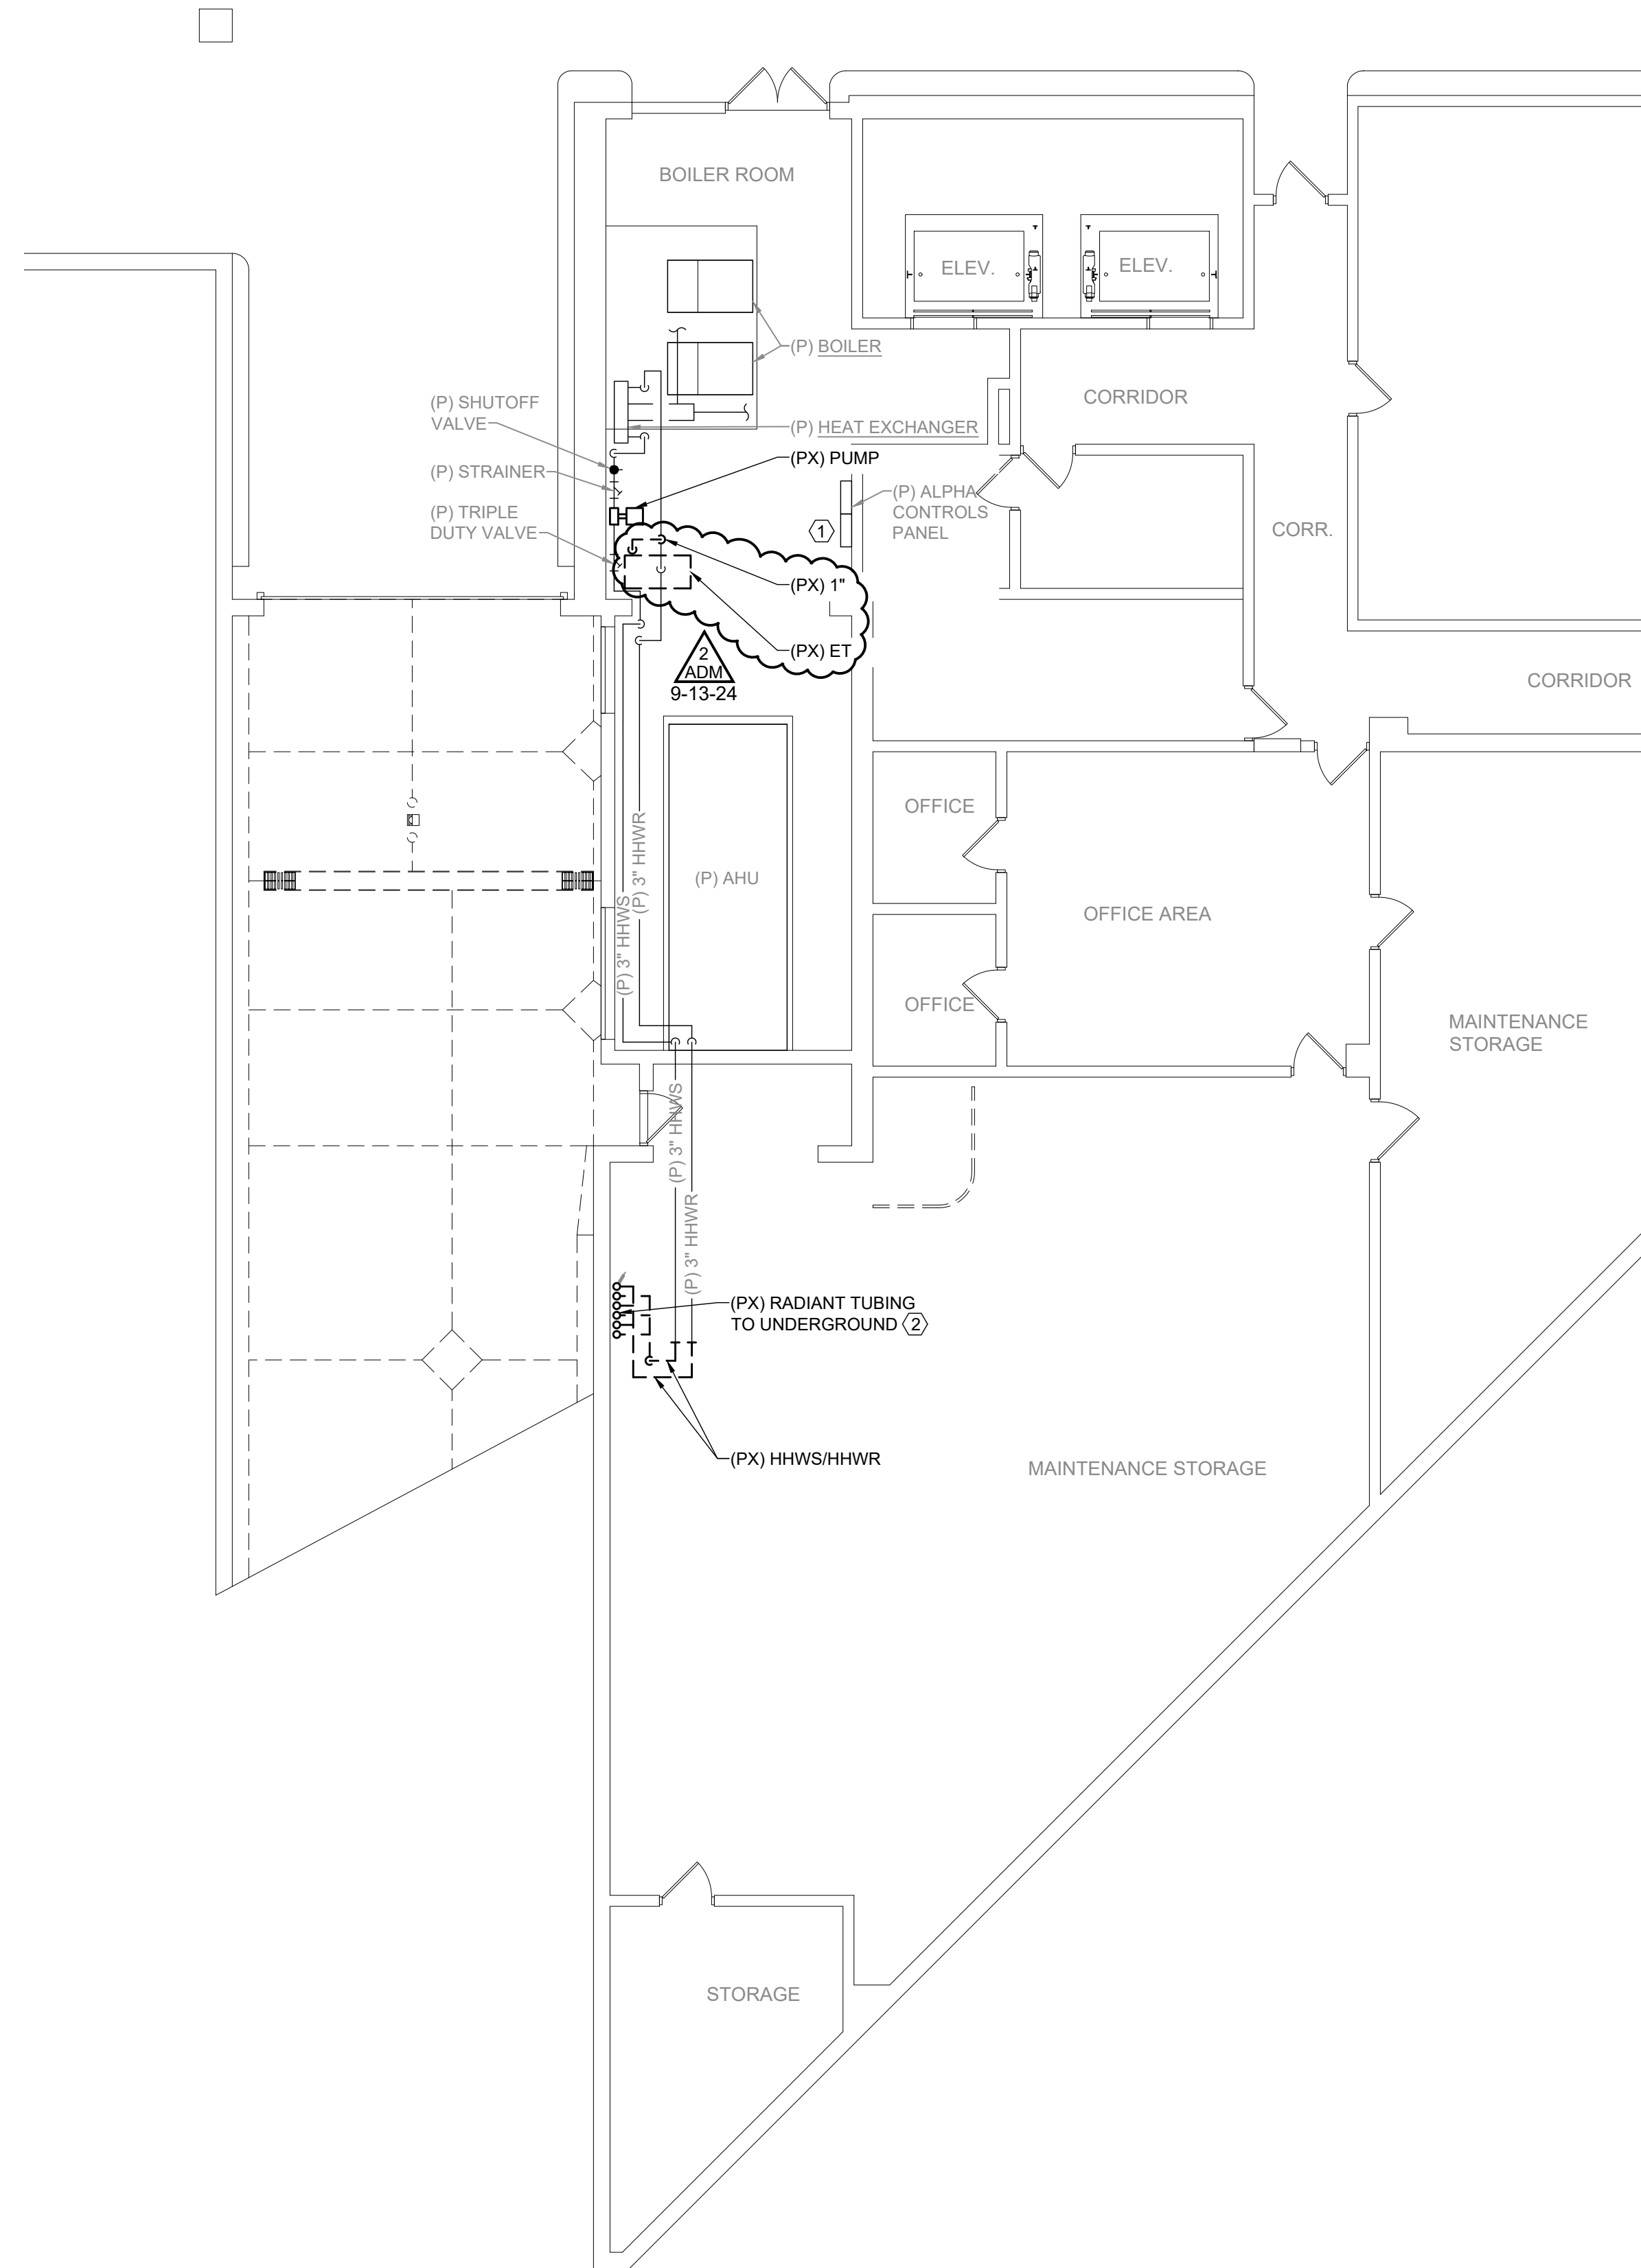 BOILER ROOM
ELEV.
ELEV.
(P) BOILER
(P) SHUTOFF
VALVE
CORRIDOR
(P) HEAT EXCHANGER
(PX) PUMP
(P) STRAINER
(P) ALPHA
CONTROLS
PANEL
(P) TRIPLE
DUTY VALVE
1
CORR.
(PX) 1"
(PX) ET
2
ADM
9-13-24
CORRIDOR
OFFICE
(P) 3" HHWR
(P) 3" HHWS
(P) AHU
OFFICE AREA
OFFICE
MAINTENANCE
STORAGE
(P) 3" HHWS
(P) 3" HHWR
(PX) RADIANT TUBING
TO UNDERGROUND 2
(PX) HHWS/HHWR
MAINTENANCE STORAGE
STORAGE